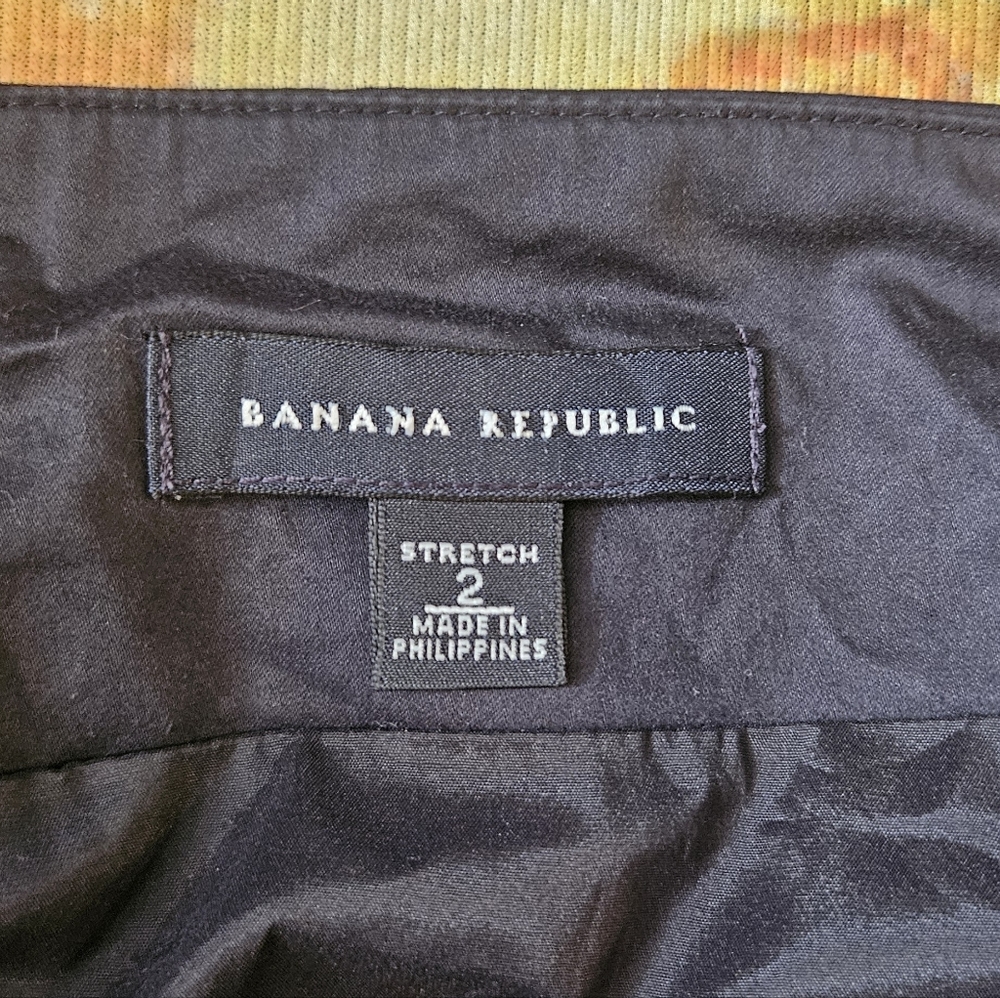 BANANA REPUBLIC
STRETCH
2
MADE IN
PHILIPPINES